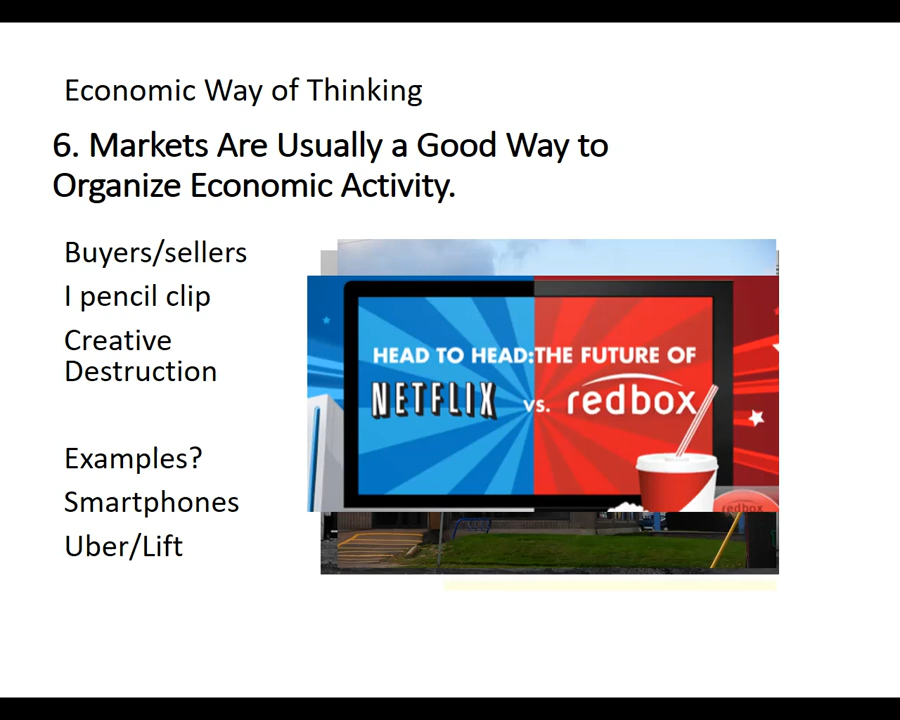 Economic Way of Thinking
6. Markets Are Usually a Good Way to
Organize Economic Activity.
Buyers/sellers
I pencil clip
Creative
Destruction
Examples?
Smartphones
Uber/Lift
HEAD TO HEAD:THE FUTURE OF
NETFLIX vs. redbox
redbox